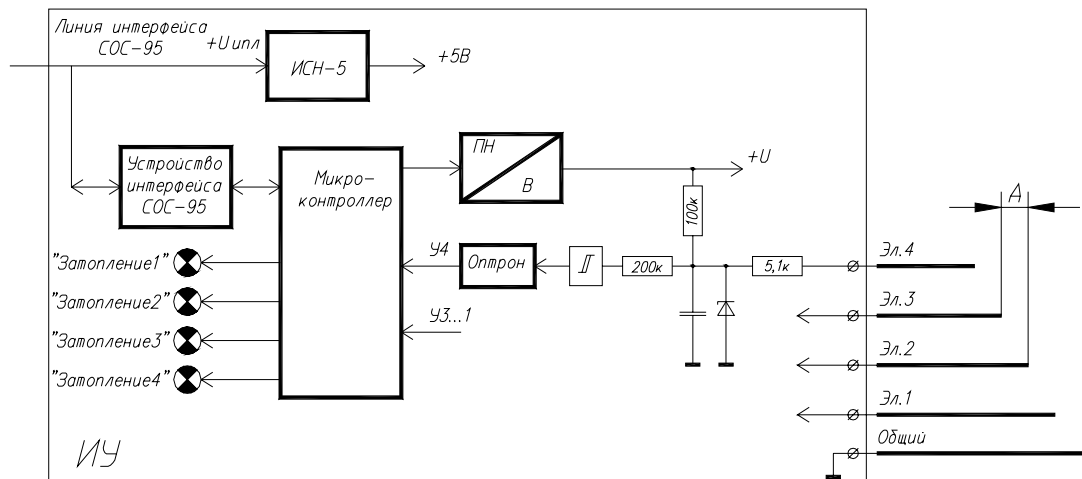 Линия интерфейса
СОС-95
+Uипл
ИСН-5
+5В
Устройство
интерфейса
СОС-95
Микро-
контроллер
ПН
В
+U
100к
А
"Затопление1"
У4
Оптрон
200к
5,1к
Эл.4
"Затопление2"
Эл.3
У3...1
"Затопление3"
Эл.2
"Затопление4"
Эл.1
Общий
ИУ